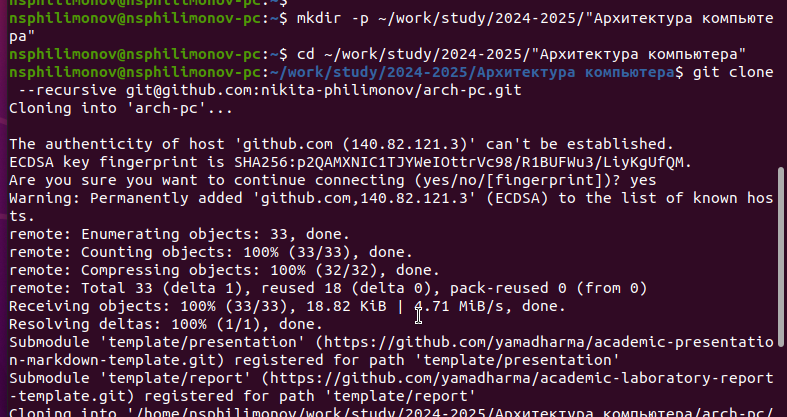 nsphilimonov@nsphilimonov-pc:~$
nsphilimonov@nsphilimonov-pc:~$ mkdir -p ~/work/study/2024-2025/"Архитектура компьюте
ра"
nsphilimonov@nsphilimonov-pc:~$ cd ~/work/study/2024-2025/"Архитектура компьютера"
nsphilimonov@nsphilimonov-pc:~/work/study/2024-2025/Архитектура компьютера$ git clone
 --recursive git@github.com:nikita-philimonov/arch-pc.git
Cloning into 'arch-pc'...
The authenticity of host 'github.com (140.82.121.3)' can't be established.
ECDSA key fingerprint is SHA256:p2QAMXNIC1TJYWeIOttrVc98/R1BUFWu3/LiyKgUfQM.
Are you sure you want to continue connecting (yes/no/[fingerprint])? yes
Warning: Permanently added 'github.com,140.82.121.3' (ECDSA) to the list of known hos
ts.
remote: Enumerating objects: 33, done.
remote: Counting objects: 100% (33/33), done.
remote: Compressing objects: 100% (32/32), done.
remote: Total 33 (delta 1), reused 18 (delta 0), pack-reused 0 (from 0)
Receiving objects: 100% (33/33), 18.82 KiB | 4.71 MiB/s, done.
Resolving deltas: 100% (1/1), done.
Submodule 'template/presentation' (https://github.com/yamadharma/academic-presentatio
n-markdown-template.git) registered for path 'template/presentation'
Submodule 'template/report' (https://github.com/yamadharma/academic-laboratory-report
-template.git) registered for path 'template/report'
Cloning into '/home/nsphilimonov/work/study/2024-2025/Архитектура компьютера/arch-pc/